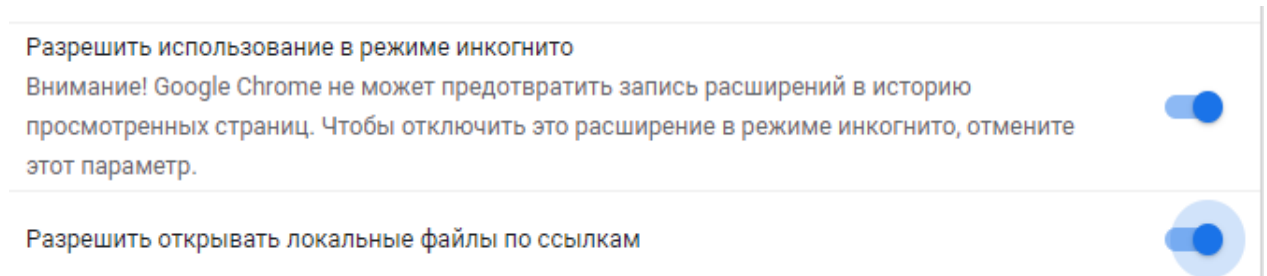 Разрешить использование в режиме инкогнито
Внимание! Google Chrome не может предотвратить запись расширений в историю
просмотренных страниц. Чтобы отключить это расширение в режиме инкогнито, отмените
этот параметр.
Разрешить открывать локальные файлы по ссылкам